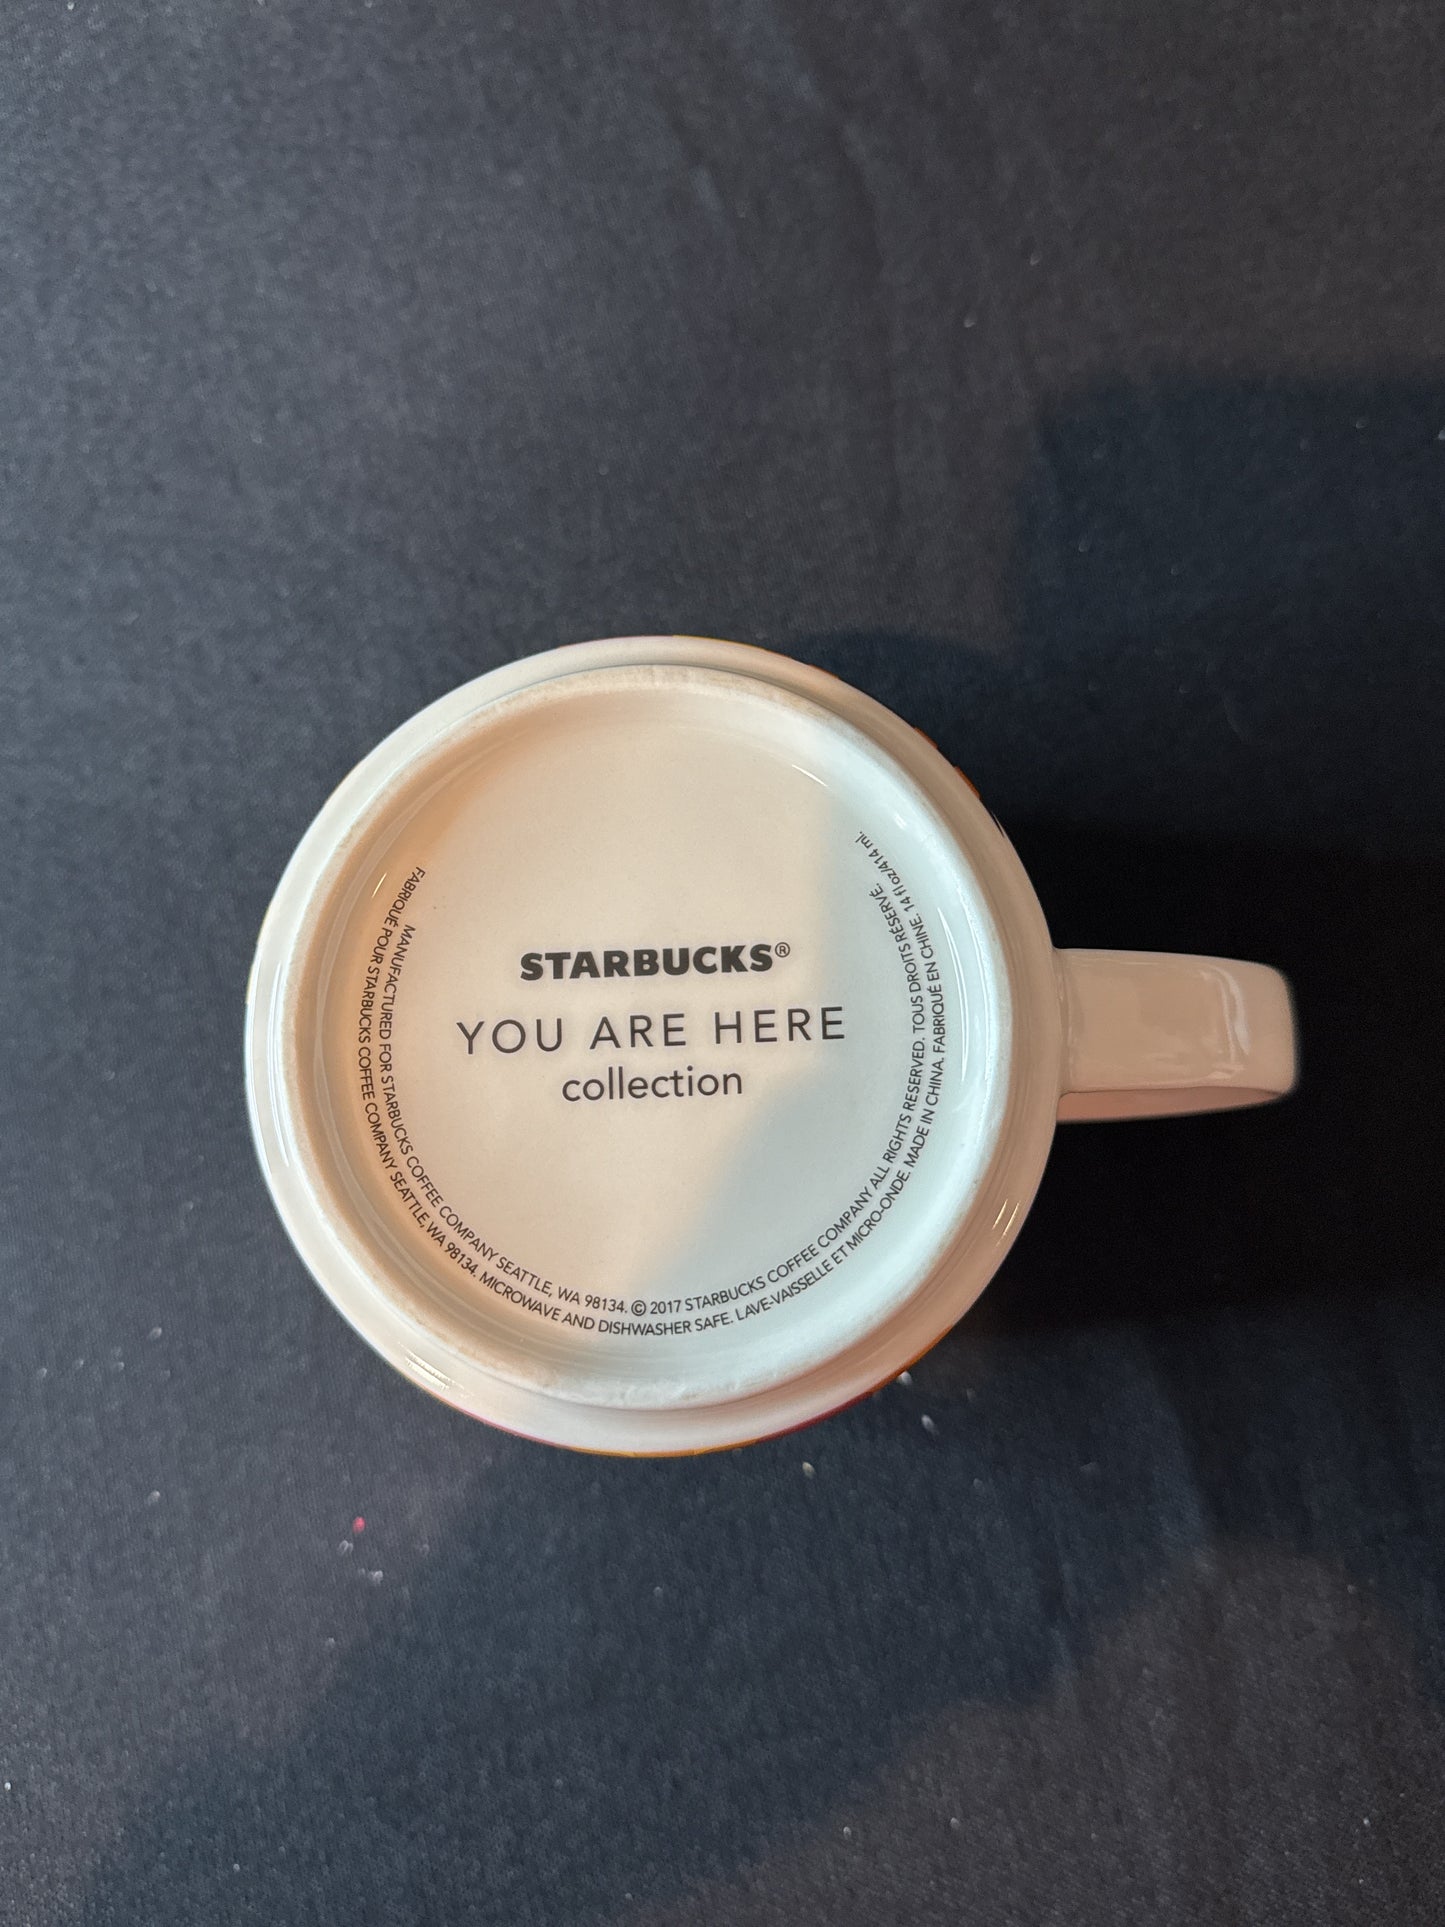 STARBUCKS®
YOU ARE HERE
collection
MANUFACTURED FOR STARBUCKS COFFEE COMPANY SEATTLE, WA 98134. © 2017 STARBUCKS COFFEE COMPANY ALL RIGHTS RESERVED. TOUS DROITS RÉSERVÉ.
FABRIQUÉ POUR STARBUCKS COFFEE COMPANY SEATTLE, WA 98134. MICROWAVE AND DISHWASHER SAFE. LAVE-VAISSELLE ET MICRO-ONDE. MADE IN CHINA. FABRIQUÉ EN CHINE. 14 fl oz/414 ml.